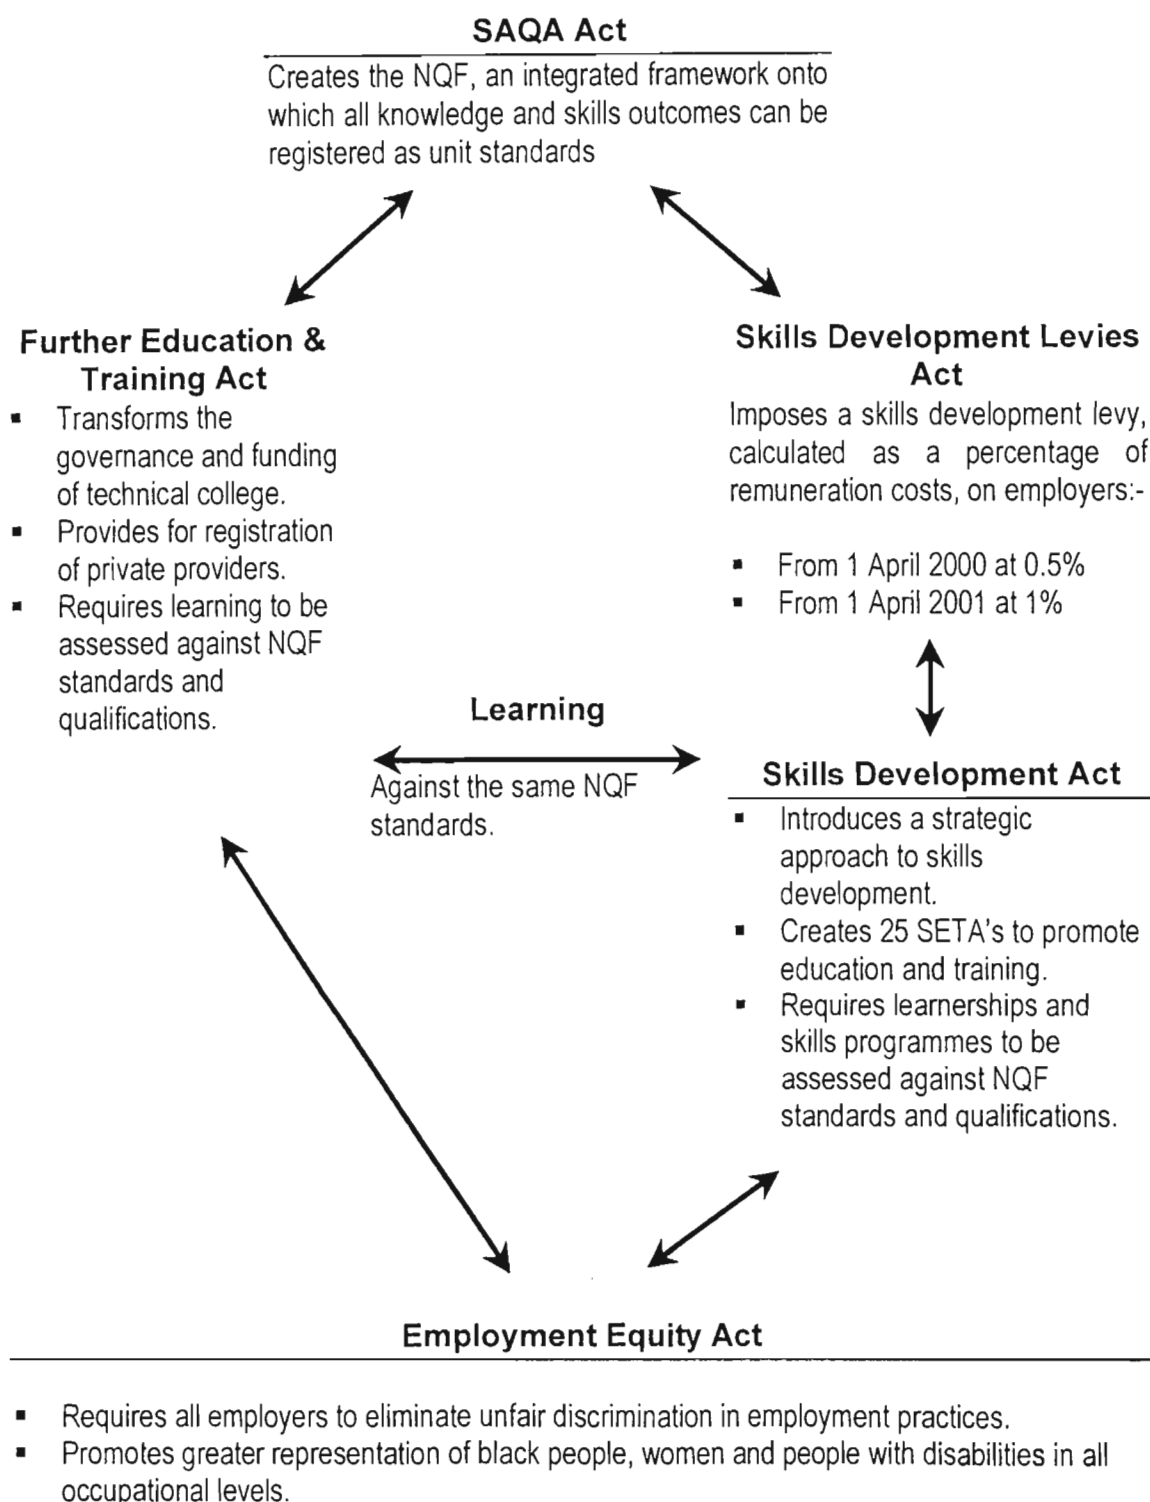 SAQA Act
Creates the NQF, an integrated framework onto
which all knowledge and skills outcomes can be
registered as unit standards
Further Education &
Training Act
▪ Transforms the
governance and funding
of technical college.
▪ Provides for registration
of private providers.
▪ Requires learning to be
assessed against NQF
standards and
qualifications.
Skills Development Levies
Act
Imposes a skills development levy,
calculated as a percentage of
remuneration costs, on employers:-
▪ From 1 April 2000 at 0.5%
▪ From 1 April 2001 at 1%
Learning
Against the same NQF
standards.
Skills Development Act
▪ Introduces a strategic
approach to skills
development.
▪ Creates 25 SETA's to promote
education and training.
▪ Requires learnerships and
skills programmes to be
assessed against NQF
standards and qualifications.
Employment Equity Act
▪ Requires all employers to eliminate unfair discrimination in employment practices.
▪ Promotes greater representation of black people, women and people with disabilities in all
occupational levels.